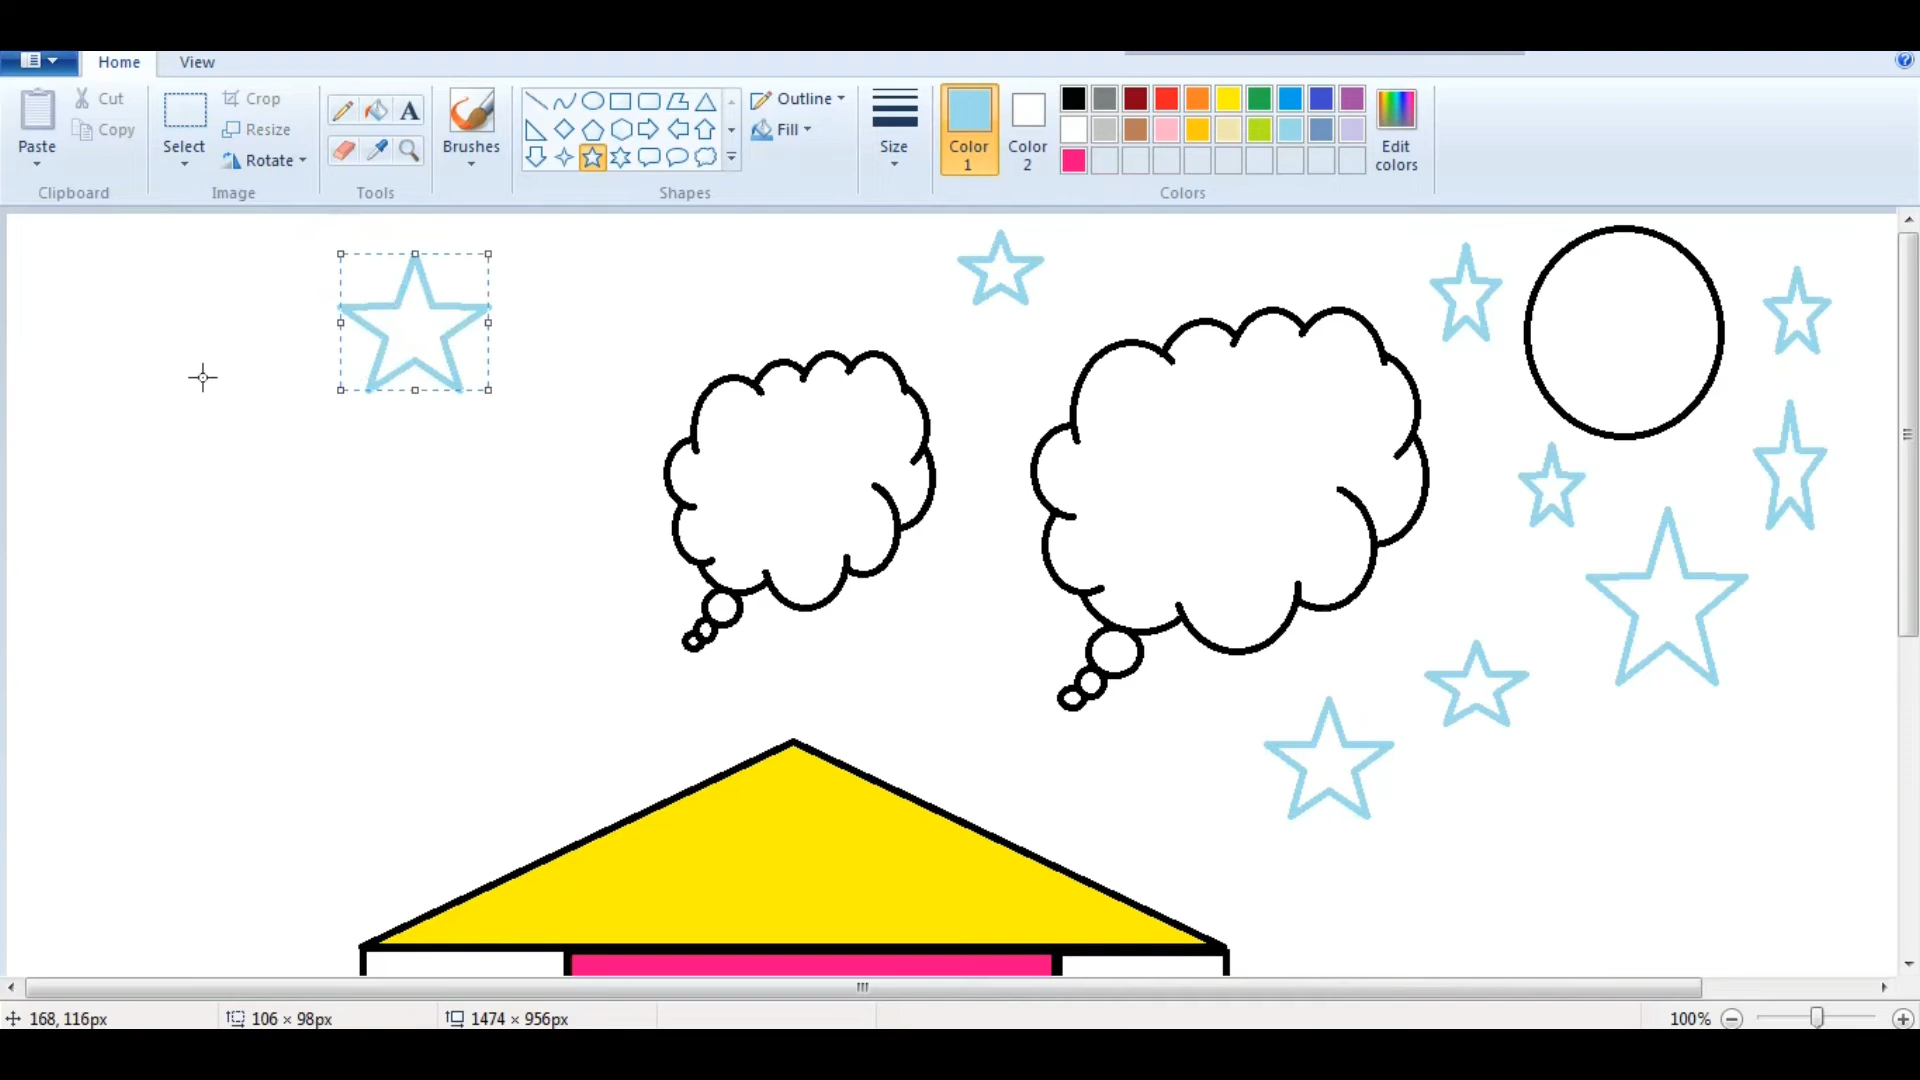 Home View
Paste Cut Copy Clipboard
Select Crop Resize Rotate Image
A Tools
Brushes
Shapes Outline Fill
Size
Color 1 Color 2 Edit colors Colors
168, 116px 106 × 98px 1474 × 956px 100%